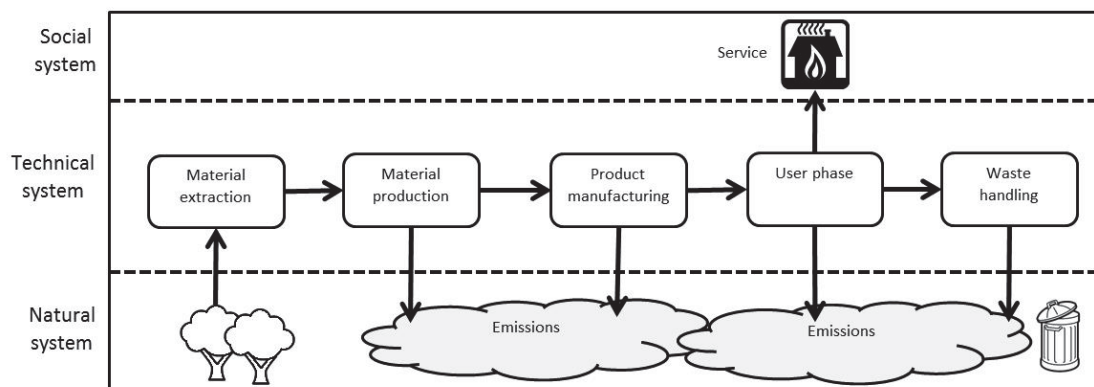 Social
system
Service
Technical
system
Material
extraction
Material
production
Product
manufacturing
User phase
Waste
handling
Natural
system
Emissions
Emissions